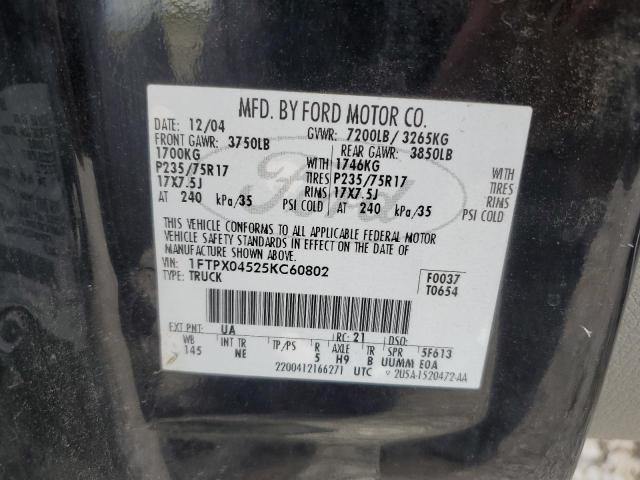 MFD. BY FORD MOTOR CO.
DATE: 12/04 GVWR: 7200LB/ 3265KG
FRONT GAWR: 3750LB REAR GAWR: 3850LB
1700KG WITH 1746KG WITH
P235/75R17 TIRES P235/75R17 TIRES
17X7.5J RIMS 17X7.5J RIMS
AT 240 kPa/35 PSI COLD AT 240 kPa/35 PSI COLD
THIS VEHICLE CONFORMS TO ALL APPLICABLE FEDERAL MOTOR
VEHICLE SAFETY STANDARDS IN EFFECT ON THE DATE OF
MANUFACTURE SHOWN ABOVE.
VIN: 1FTPX04525KC60802 F0037
TYPE: TRUCK T0654
EXT PNT: UA RC: 21 DSO:
WB INT TR TP/PS R AXLE TR SPR 5F613
145 NE 5 H9 B UUMM E0A
2200412166271 UTC 2U5A-1520472-AA
Ford